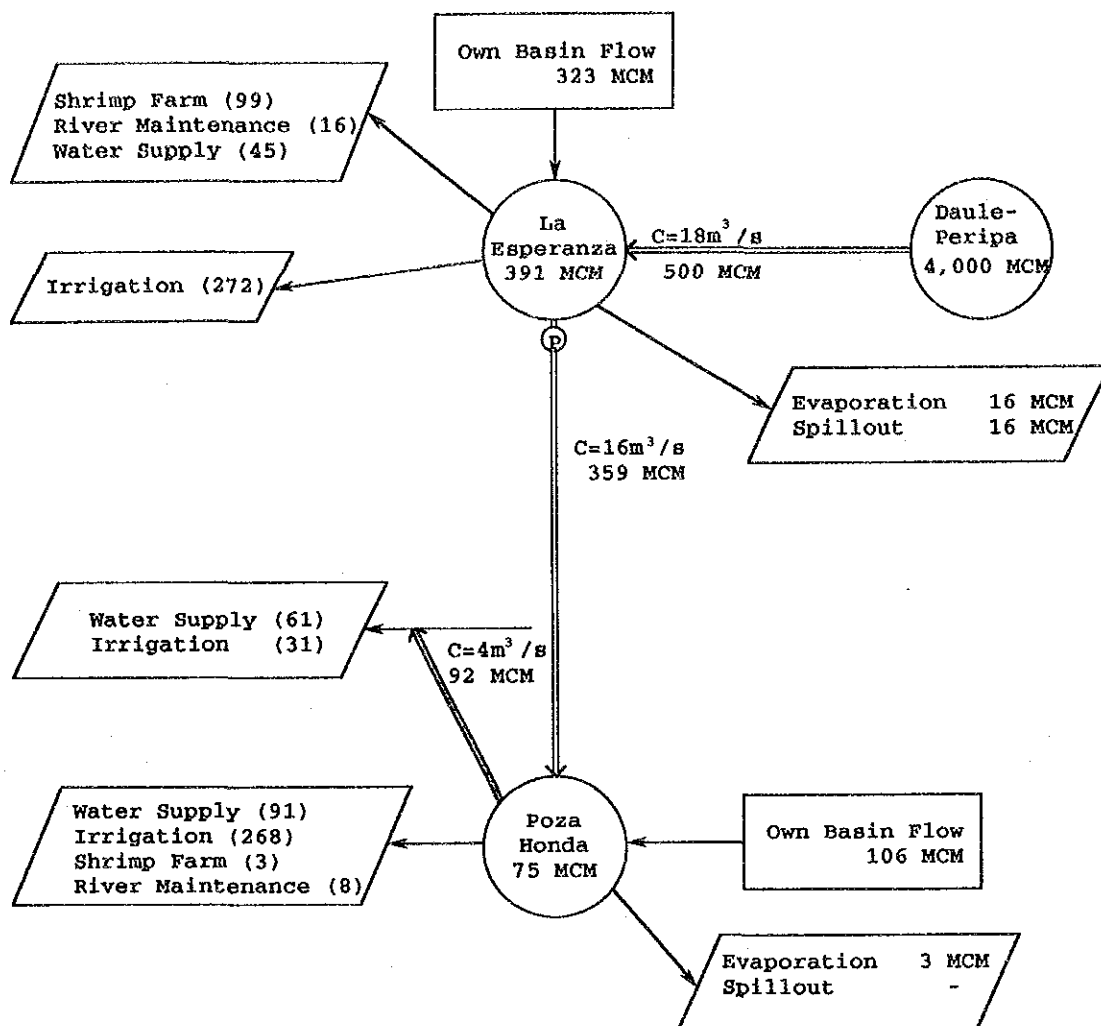 Own Basin Flow
323 MCM
Shrimp Farm (99)
River Maintenance (16)
Water Supply (45)
La
Esperanza
391 MCM
C=18m³/s
500 MCM
Daule-
Peripa
4,000 MCM
Irrigation (272)
P
Evaporation 16 MCM
Spillout 16 MCM
C=16m³/s
359 MCM
Water Supply (61)
Irrigation (31)
C=4m³/s
92 MCM
Water Supply (91)
Irrigation (268)
Shrimp Farm (3)
River Maintenance (8)
Poza
Honda
75 MCM
Own Basin Flow
106 MCM
Evaporation 3 MCM
Spillout -